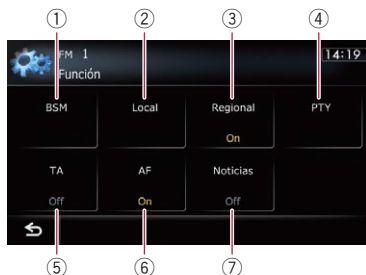 ① ② ③ ④
FM 1
14:19
Función
BSM Local Regional PTY
On
TA AF Noticias
Off On Off
⑤ ⑥ ⑦